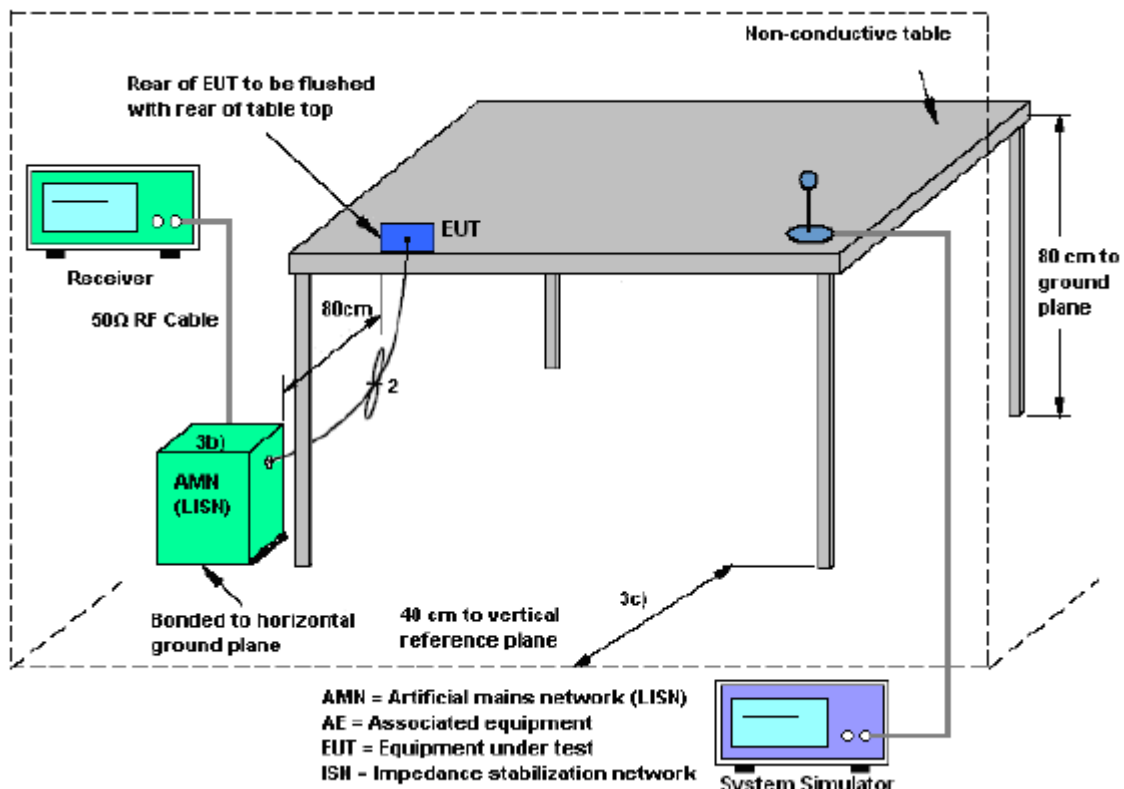 Non-conductive table
Rear of EUT to be flushed
with rear of table top
EUT
Receiver
80 cm to
ground
plane
50Ω RF Cable
80cm
2
3b)
AMN
(LISN)
3c)
Bonded to horizontal
ground plane
40 cm to vertical
reference plane
AMN = Artificial mains network (LISN)
AE = Associated equipment
EUT = Equipment under test
ISN = Impedance stabilization network
System Simulator